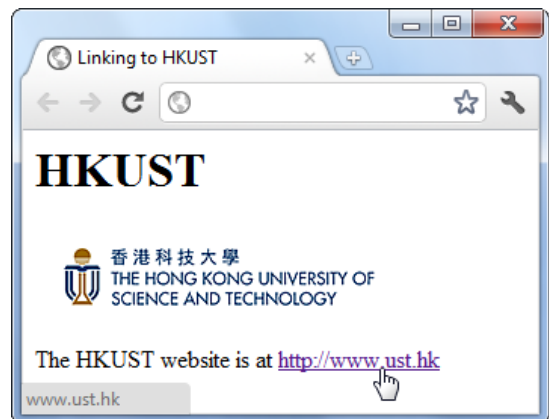 Linking to HKUST
HKUST
香港科技大學
THE HONG KONG UNIVERSITY OF
SCIENCE AND TECHNOLOGY
The HKUST website is at http://www.ust.hk
www.ust.hk